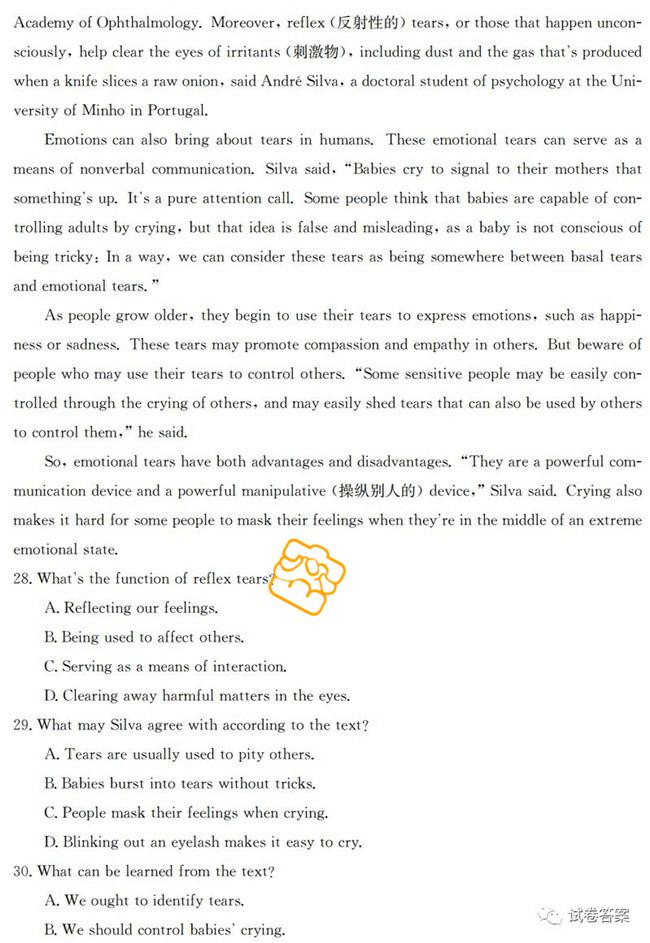 Academy of Ophthalmology. Moreover, reflex (反射性的) tears, or those that happen uncon-
sciously, help clear the eyes of irritants (刺激物), including dust and the gas that's produced
when a knife slices a raw onion, said André Silva, a doctoral student of psychology at the Uni-
versity of Minho in Portugal.
Emotions can also bring about tears in humans. These emotional tears can serve as a
means of nonverbal communication. Silva said, “Babies cry to signal to their mothers that
something's up. It's a pure attention call. Some people think that babies are capable of con-
trolling adults by crying, but that idea is false and misleading, as a baby is not conscious of
being tricky: In a way, we can consider these tears as being somewhere between basal tears
and emotional tears.”
As people grow older, they begin to use their tears to express emotions, such as happi-
ness or sadness. These tears may promote compassion and empathy in others. But beware of
people who may use their tears to control others. “Some sensitive people may be easily con-
trolled through the crying of others, and may easily shed tears that can also be used by others
to control them,” he said.
So, emotional tears have both advantages and disadvantages. “They are a powerful com-
munication device and a powerful manipulative (操纵别人的) device,” Silva said. Crying also
makes it hard for some people to mask their feelings when they're in the middle of an extreme
emotional state.
28. What's the function of reflex tears?
A. Reflecting our feelings.
B. Being used to affect others.
C. Serving as a means of interaction.
D. Clearing away harmful matters in the eyes.
29. What may Silva agree with according to the text?
A. Tears are usually used to pity others.
B. Babies burst into tears without tricks.
C. People mask their feelings when crying.
D. Blinking out an eyelash makes it easy to cry.
30. What can be learned from the text?
A. We ought to identify tears.
B. We should control babies' crying.
试卷答案